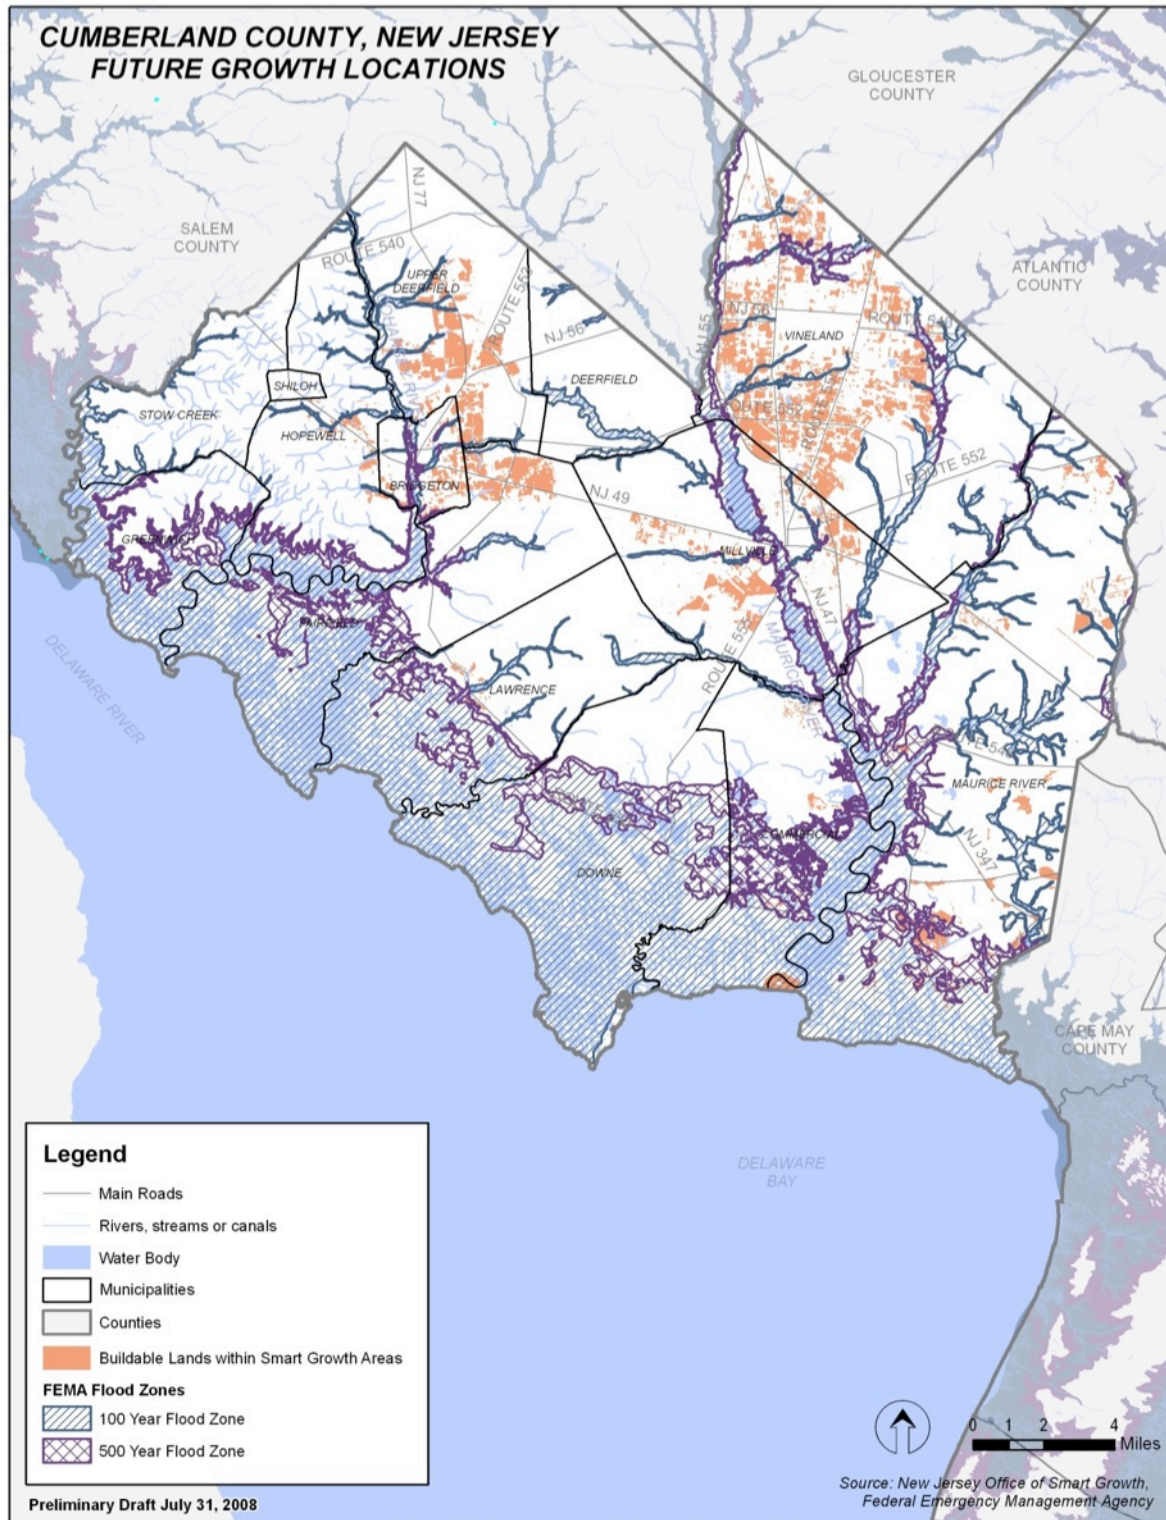 CUMBERLAND COUNTY, NEW JERSEY
FUTURE GROWTH LOCATIONS
GLOUCESTER
COUNTY
SALEM
COUNTY
ATLANTIC
COUNTY
NJ 77
ROUTE 540
UPPER
DEERFIELD
ROUTE 553
NJ 56
NJ 55
NJ 56
ROUTE 540
VINELAND
DEERFIELD
SHILOH
STOW CREEK
HOPEWELL
ROUTE 552
ROUTE 55
ROUTE 552
BRIDGETON
NJ 49
GREENWICH
MILLVILLE
NJ 47
FAIRFIELD
ROUTE 555
MAURICE RIVER
DELAWARE RIVER
LAWRENCE
MAURICE RIVER
NJ 347
COMMERCIAL
DOWNE
CAPE MAY
COUNTY
DELAWARE
BAY
Legend
Main Roads
Rivers, streams or canals
Water Body
Municipalities
Counties
Buildable Lands within Smart Growth Areas
FEMA Flood Zones
100 Year Flood Zone
500 Year Flood Zone
0 1 2 4
Miles
Source: New Jersey Office of Smart Growth,
Federal Emergency Management Agency
Preliminary Draft July 31, 2008